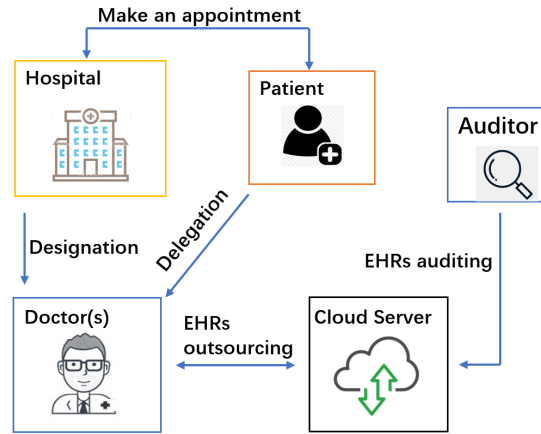 Make an appointment
Hospital
Patient
Auditor
Designation
Delegation
EHRs auditing
Doctor(s)
EHRs
outsourcing
Cloud Server